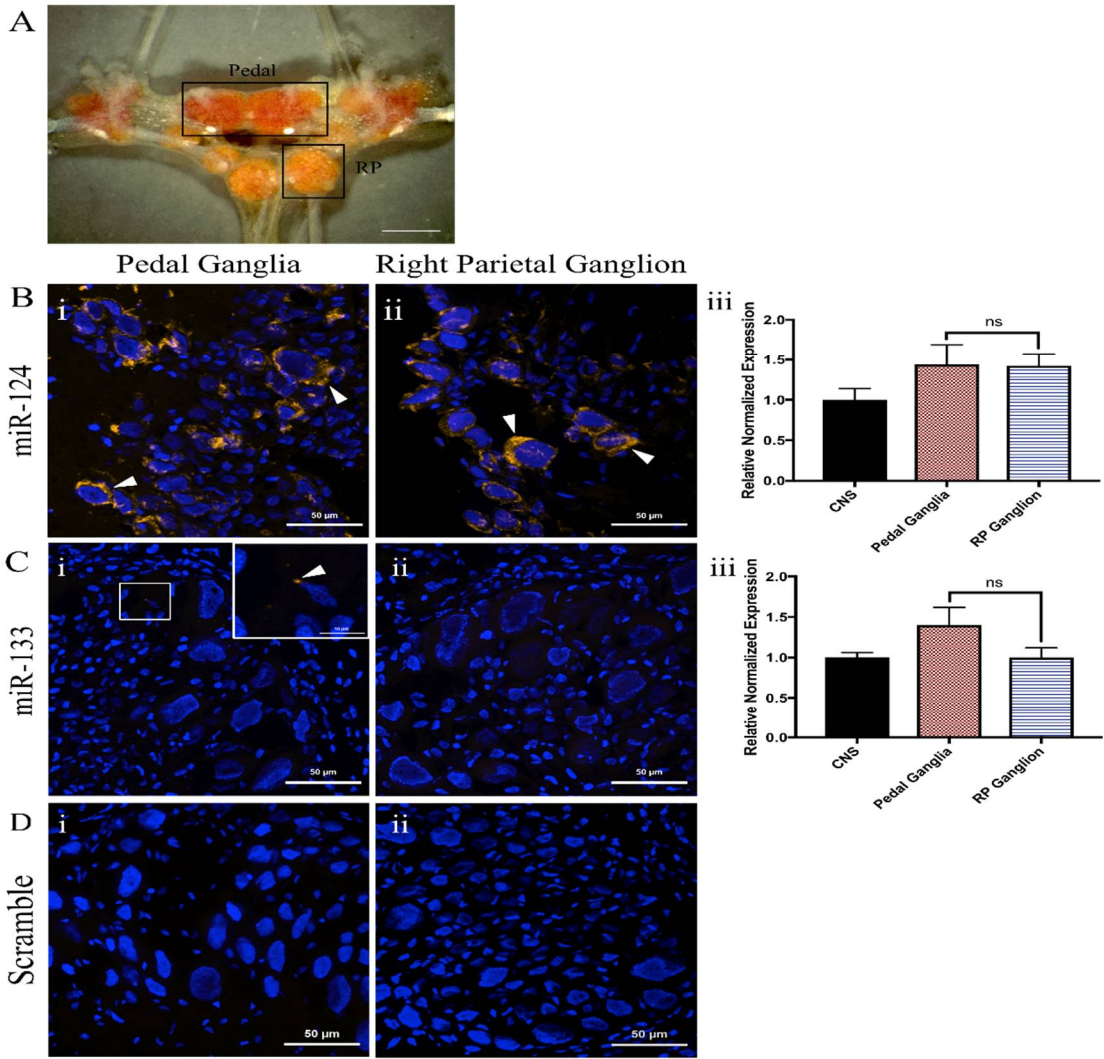 A
Pedal
RP
Pedal Ganglia
Right Parietal Ganglion
B
miR-124
i
50 µm
ii
50 µm
iii
Relative Normalized Expression
2.0
1.5
1.0
0.5
0.0
ns
CNS
Pedal Ganglia
RP Ganglion
C
miR-133
i
50 µm
ii
50 µm
iii
Relative Normalized Expression
2.0
1.5
1.0
0.5
0.0
ns
CNS
Pedal Ganglia
RP Ganglion
D
Scramble
i
50 µm
ii
50 µm